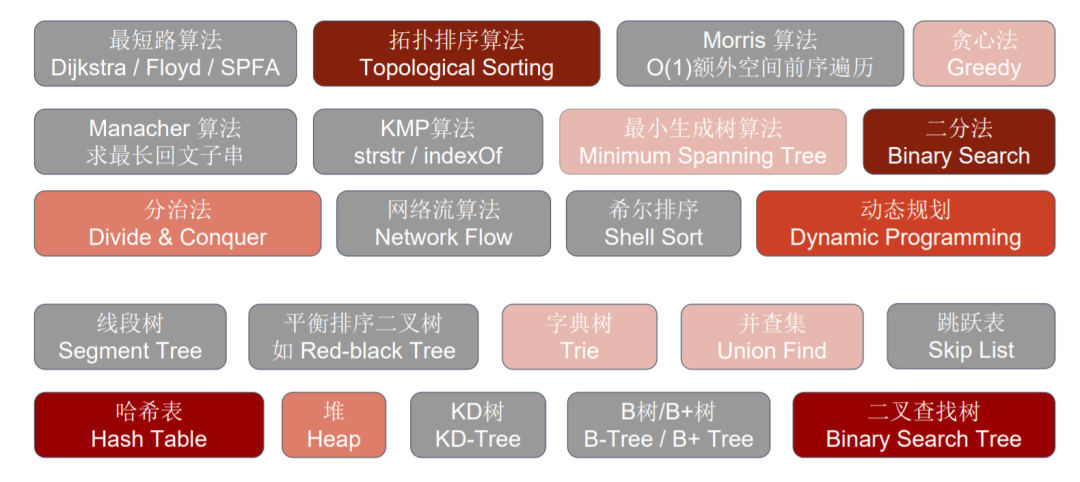 最短路算法
Dijkstra / Floyd / SPFA
拓扑排序算法
Topological Sorting
Morris 算法
O(1)额外空间前序遍历
贪心法
Greedy
Manacher 算法
求最长回文子串
KMP算法
strstr / indexOf
最小生成树算法
Minimum Spanning Tree
二分法
Binary Search
分治法
Divide & Conquer
网络流算法
Network Flow
希尔排序
Shell Sort
动态规划
Dynamic Programming
线段树
Segment Tree
平衡排序二叉树
如 Red-black Tree
字典树
Trie
并查集
Union Find
跳跃表
Skip List
哈希表
Hash Table
堆
Heap
KD树
KD-Tree
B树/B+树
B-Tree / B+ Tree
二叉查找树
Binary Search Tree